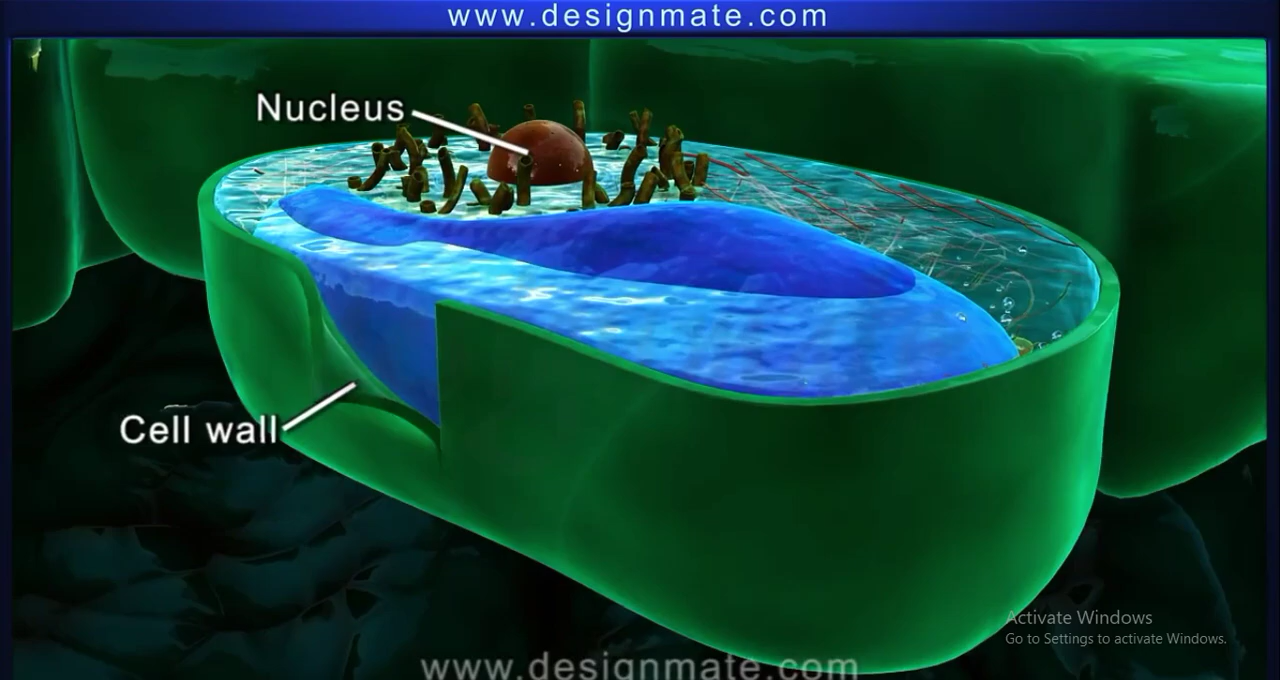 www.designmate.com
Nucleus
Cell wall
Activate Windows
Go to Settings to activate Windows.
www.designmate.com